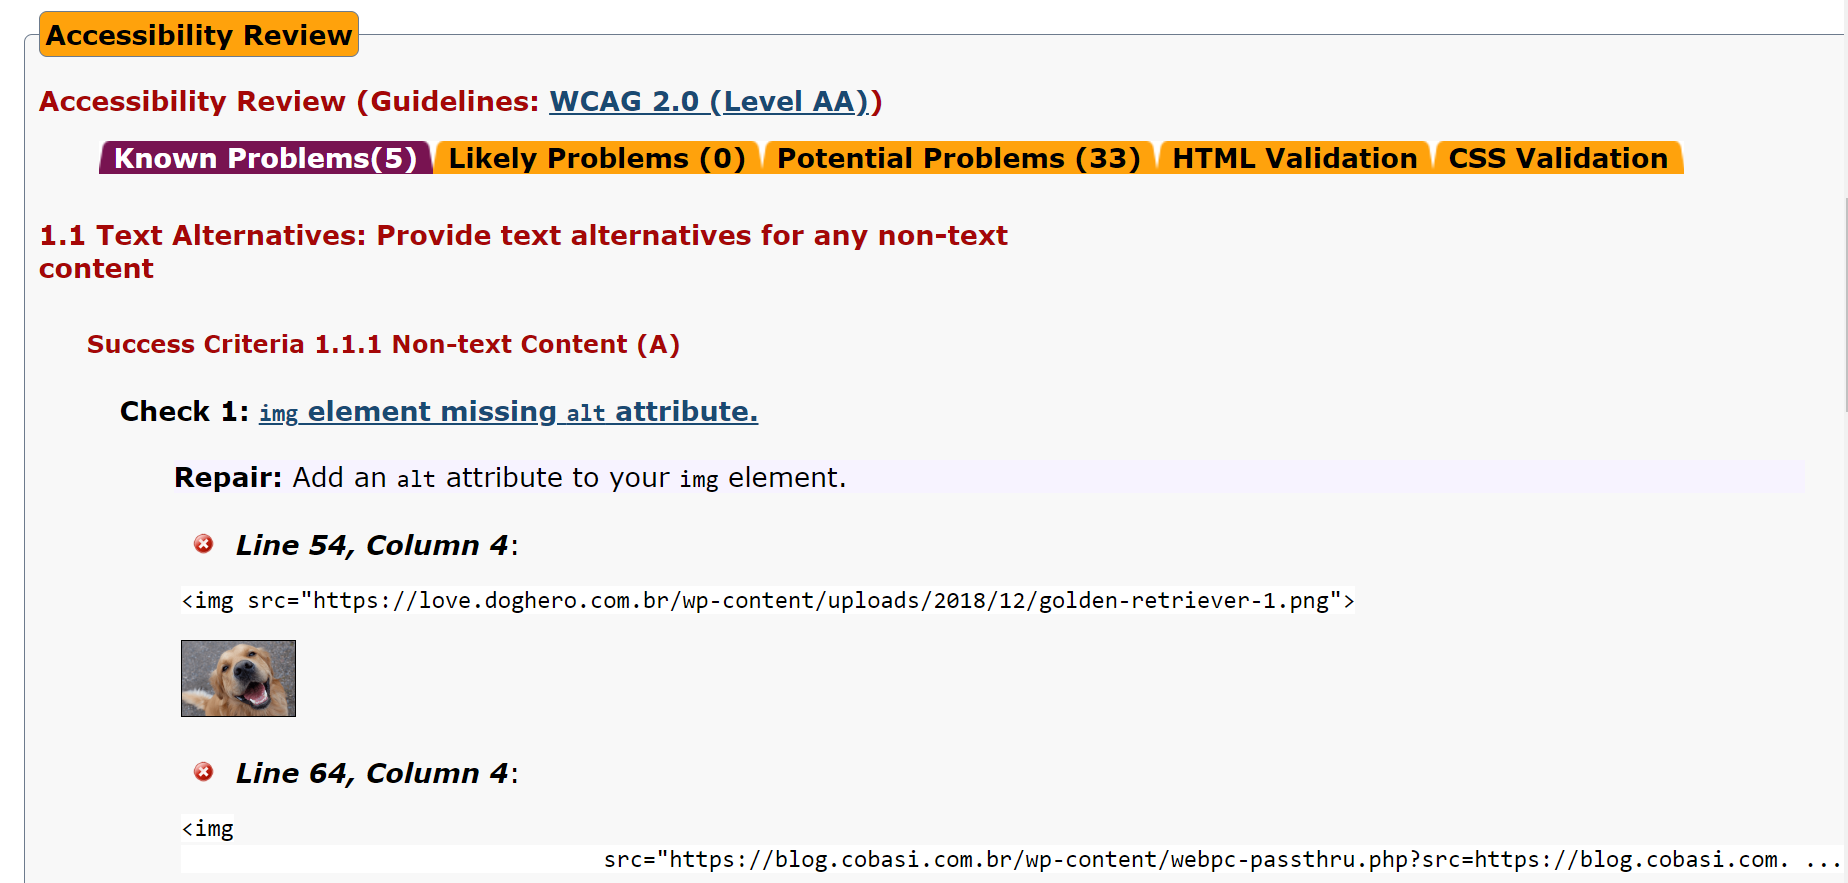 Accessibility Review
Accessibility Review (Guidelines: WCAG 2.0 (Level AA))
Known Problems(5) Likely Problems (0) Potential Problems (33) HTML Validation CSS Validation
1.1 Text Alternatives: Provide text alternatives for any non-text
content
Success Criteria 1.1.1 Non-text Content (A)
Check 1: img element missing alt attribute.
Repair: Add an alt attribute to your img element.
Line 54, Column 4:
<img src="https://love.doghero.com.br/wp-content/uploads/2018/12/golden-retriever-1.png">
Line 64, Column 4:
<img
src="https://blog.cobasi.com.br/wp-content/webpc-passthru.php?src=https://blog.cobasi.com. ...